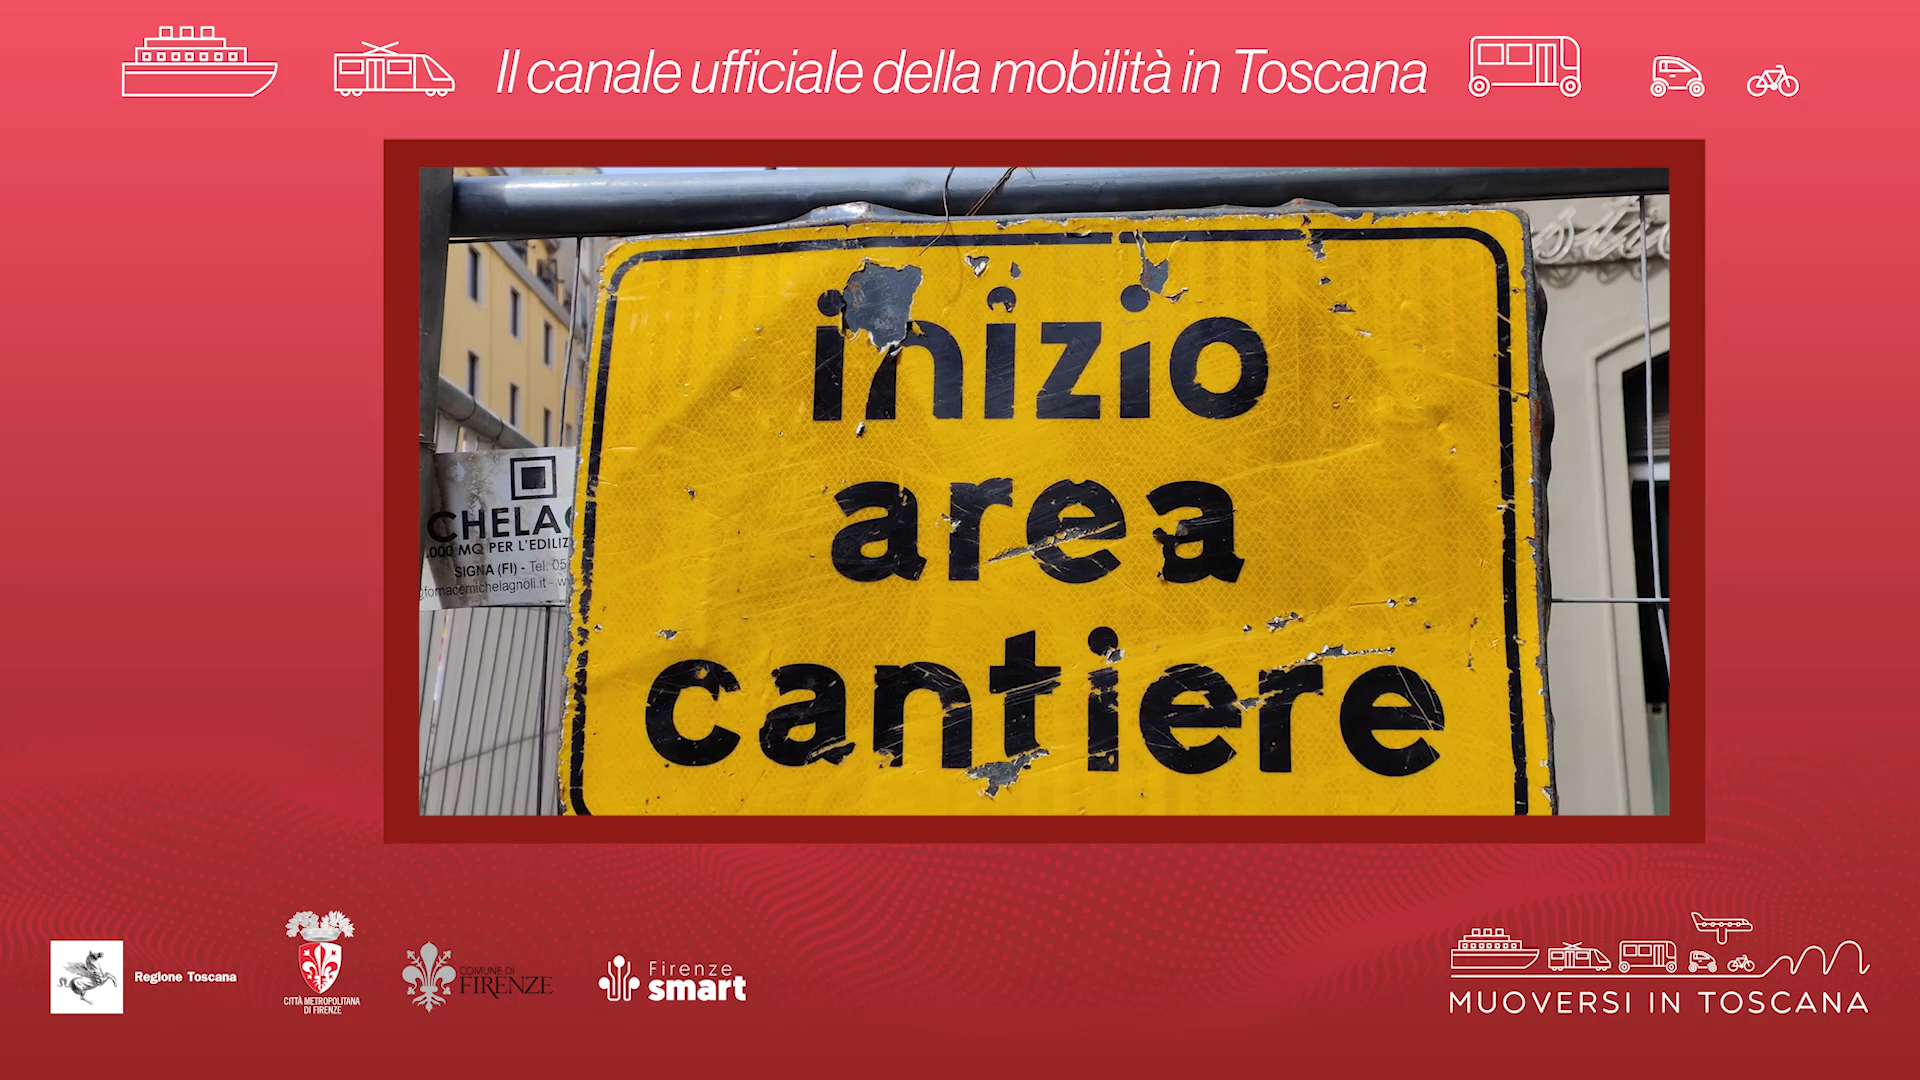 Il canale ufficiale della mobilità in Toscana
inizio
area
cantiere
CHELAG
.000 MQ PER L'EDILIZ
SIGNA (FI) - Tel. 05
@fornacemichelagnoli.it - w
Regione Toscana
CITTÀ METROPOLITANA
DI FIRENZE
COMUNE DI
FIRENZE
Firenze
smart
MUOVERSI IN TOSCANA